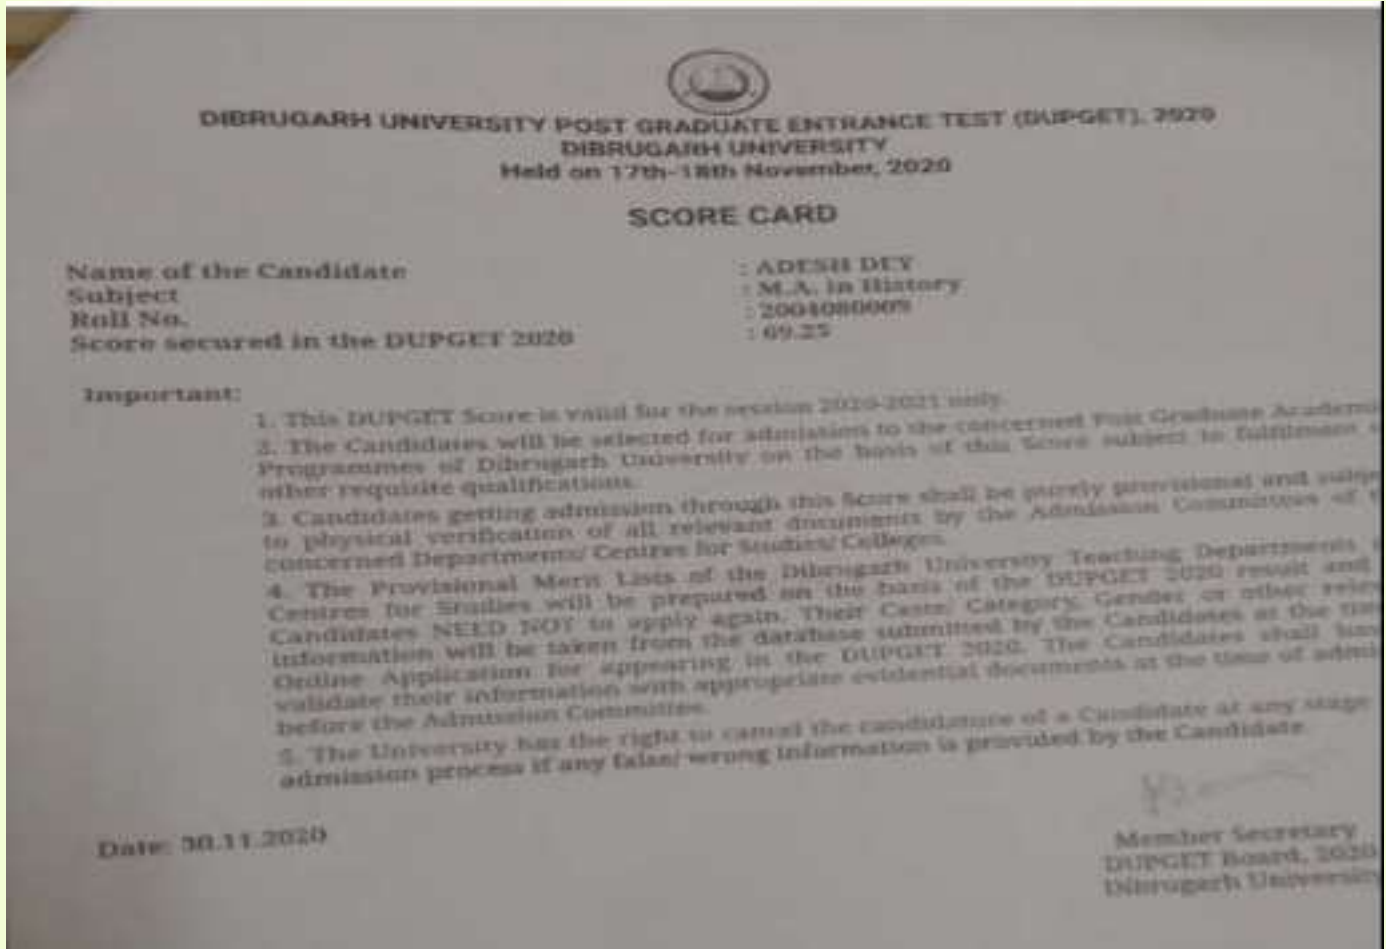 DIBRUGARH UNIVERSITY POST GRADUATE ENTRANCE TEST (DUPGET), 2020
DIBRUGARH UNIVERSITY
Held on 17th-18th November, 2020
SCORE CARD
Name of the Candidate : ADESH DEY
Subject : M.A. in History
Roll No. : 2004080009
Score secured in the DUPGET 2020 : 69.25
Important:
1. This DUPGET Score is valid for the session 2020-2021 only.
2. The Candidates will be selected for admission to the concerned Post Graduate Academi
Programmes of Dibrugarh University on the basis of this Score subject to fulfilment
other requisite qualifications.
3. Candidates getting admission through this Score shall be purely provisional and subje
to physical verification of all relevant documents by the Admission Committees of
concerned Departments/ Centres for Studies/ Colleges.
4. The Provisional Merit Lists of the Dibrugarh University Teaching Departments
Centres for Studies will be prepared on the basis of the DUPGET 2020 result and
Candidates NEED NOT to apply again. Their Caste/ Category, Gender or other rele
information will be taken from the database submitted by the Candidates at the tim
Online Application for appearing in the DUPGET 2020. The Candidates shall hav
validate their information with appropriate evidential documents at the time of admi
before the Admission Committee.
5. The University has the right to cancel the candidature of a Candidate at any stage
admission process if any false/ wrong information is provided by the Candidate.
Date: 30.11.2020
Member Secretary
DUPGET Board, 2020
Dibrugarh University